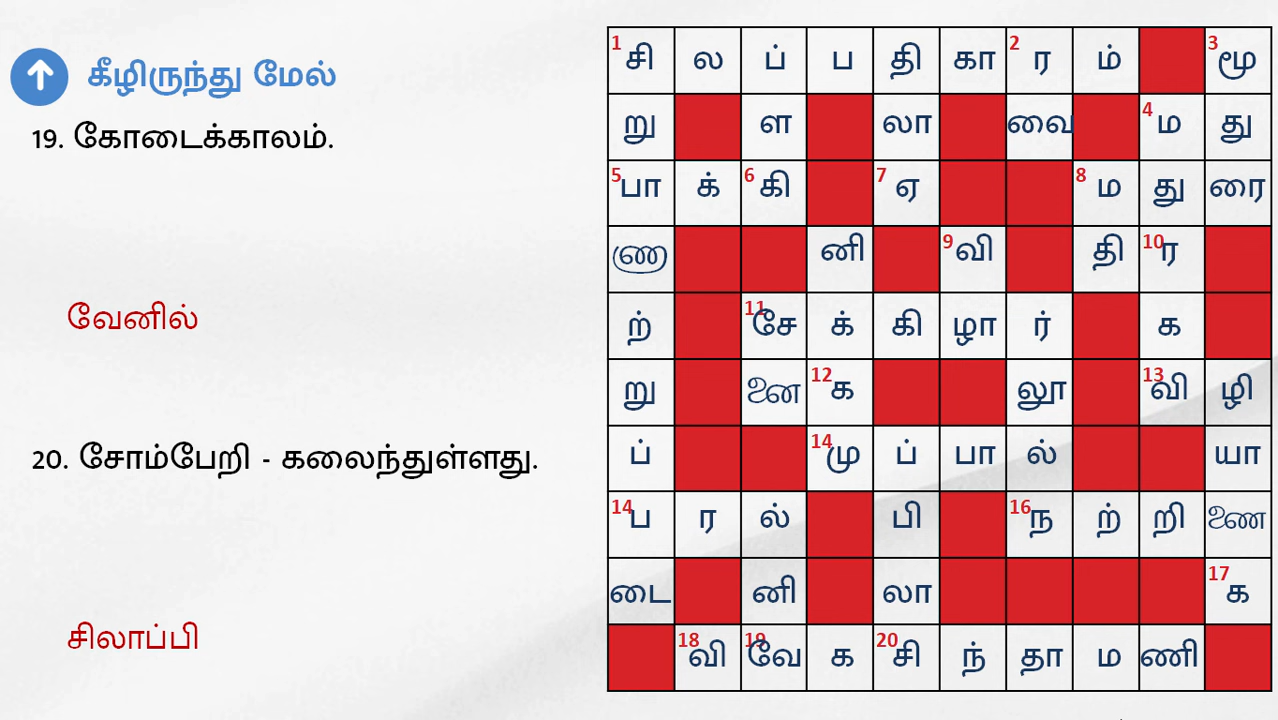 கீழிருந்து மேல்
19. கோடைக்காலம்.
வேனில்
20. சோம்பேறி - கலைந்துள்ளது.
சிலாப்பி
1 சி ல ப் ப தி கா 2 ர ம் 3 மூ
று ள லா வை 4 ம து
5 பா க் 6 கி 7 ஏ 8 ம து ரை
ணா னி 9 வி தி 10 ர
ற் 11 சே க் கி ழா ர் க
று னை 12 க லூ 13 வி ழி
ப் 14 மு ப் பா ல் யா
14 ப ர ல் பி 16 ந ற் றி ணை
டை னி லா 17 க
18 வி 19 வே க 20 சி ந் தா ம ணி